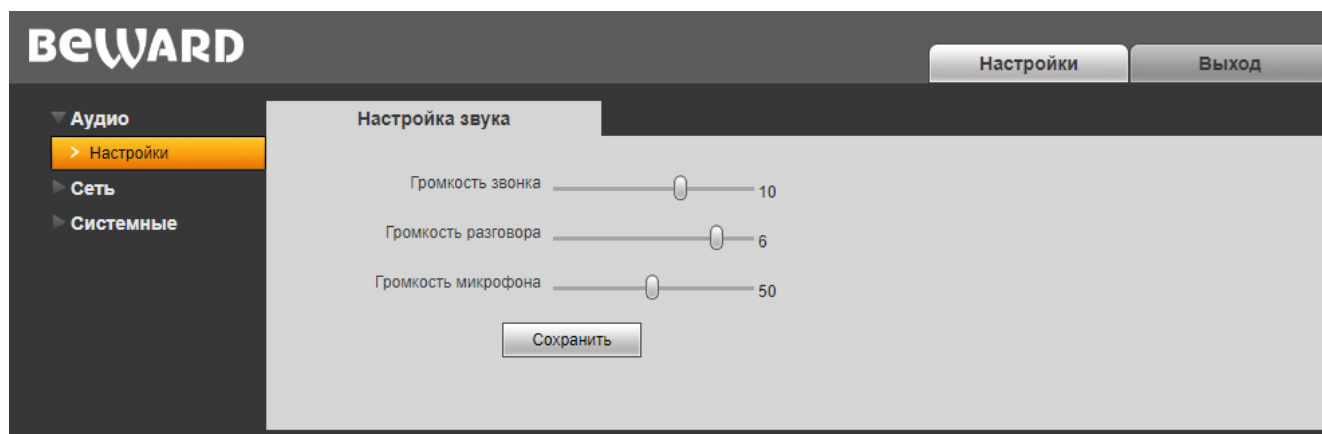 BEWARD
Настройки
Выход
Аудио
Настройка звука
> Настройки
Громкость звонка 10
Сеть
Системные
Громкость разговора 6
Громкость микрофона 50
Сохранить